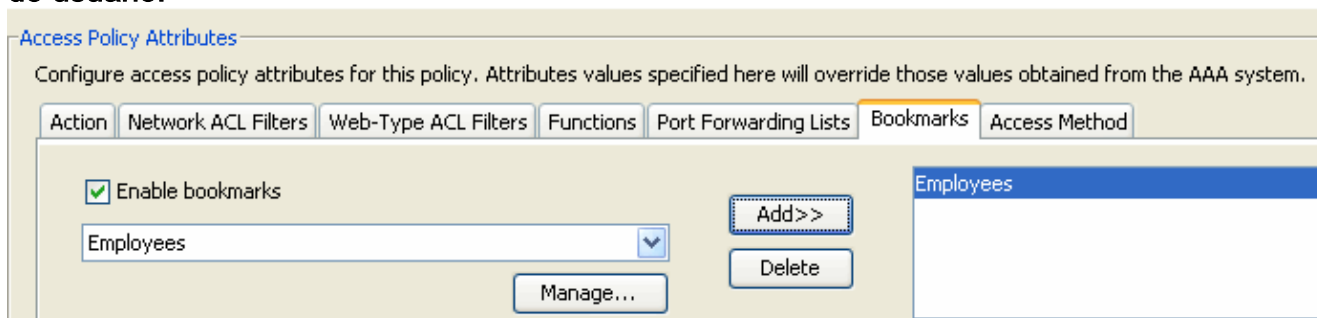 do usuário.
Access Policy Attributes
Configure access policy attributes for this policy. Attributes values specified here will override those values obtained from the AAA system.
Action Network ACL Filters Web-Type ACL Filters Functions Port Forwarding Lists Bookmarks Access Method
Enable bookmarks
Employees
Add>>
Employees
Delete
Manage...